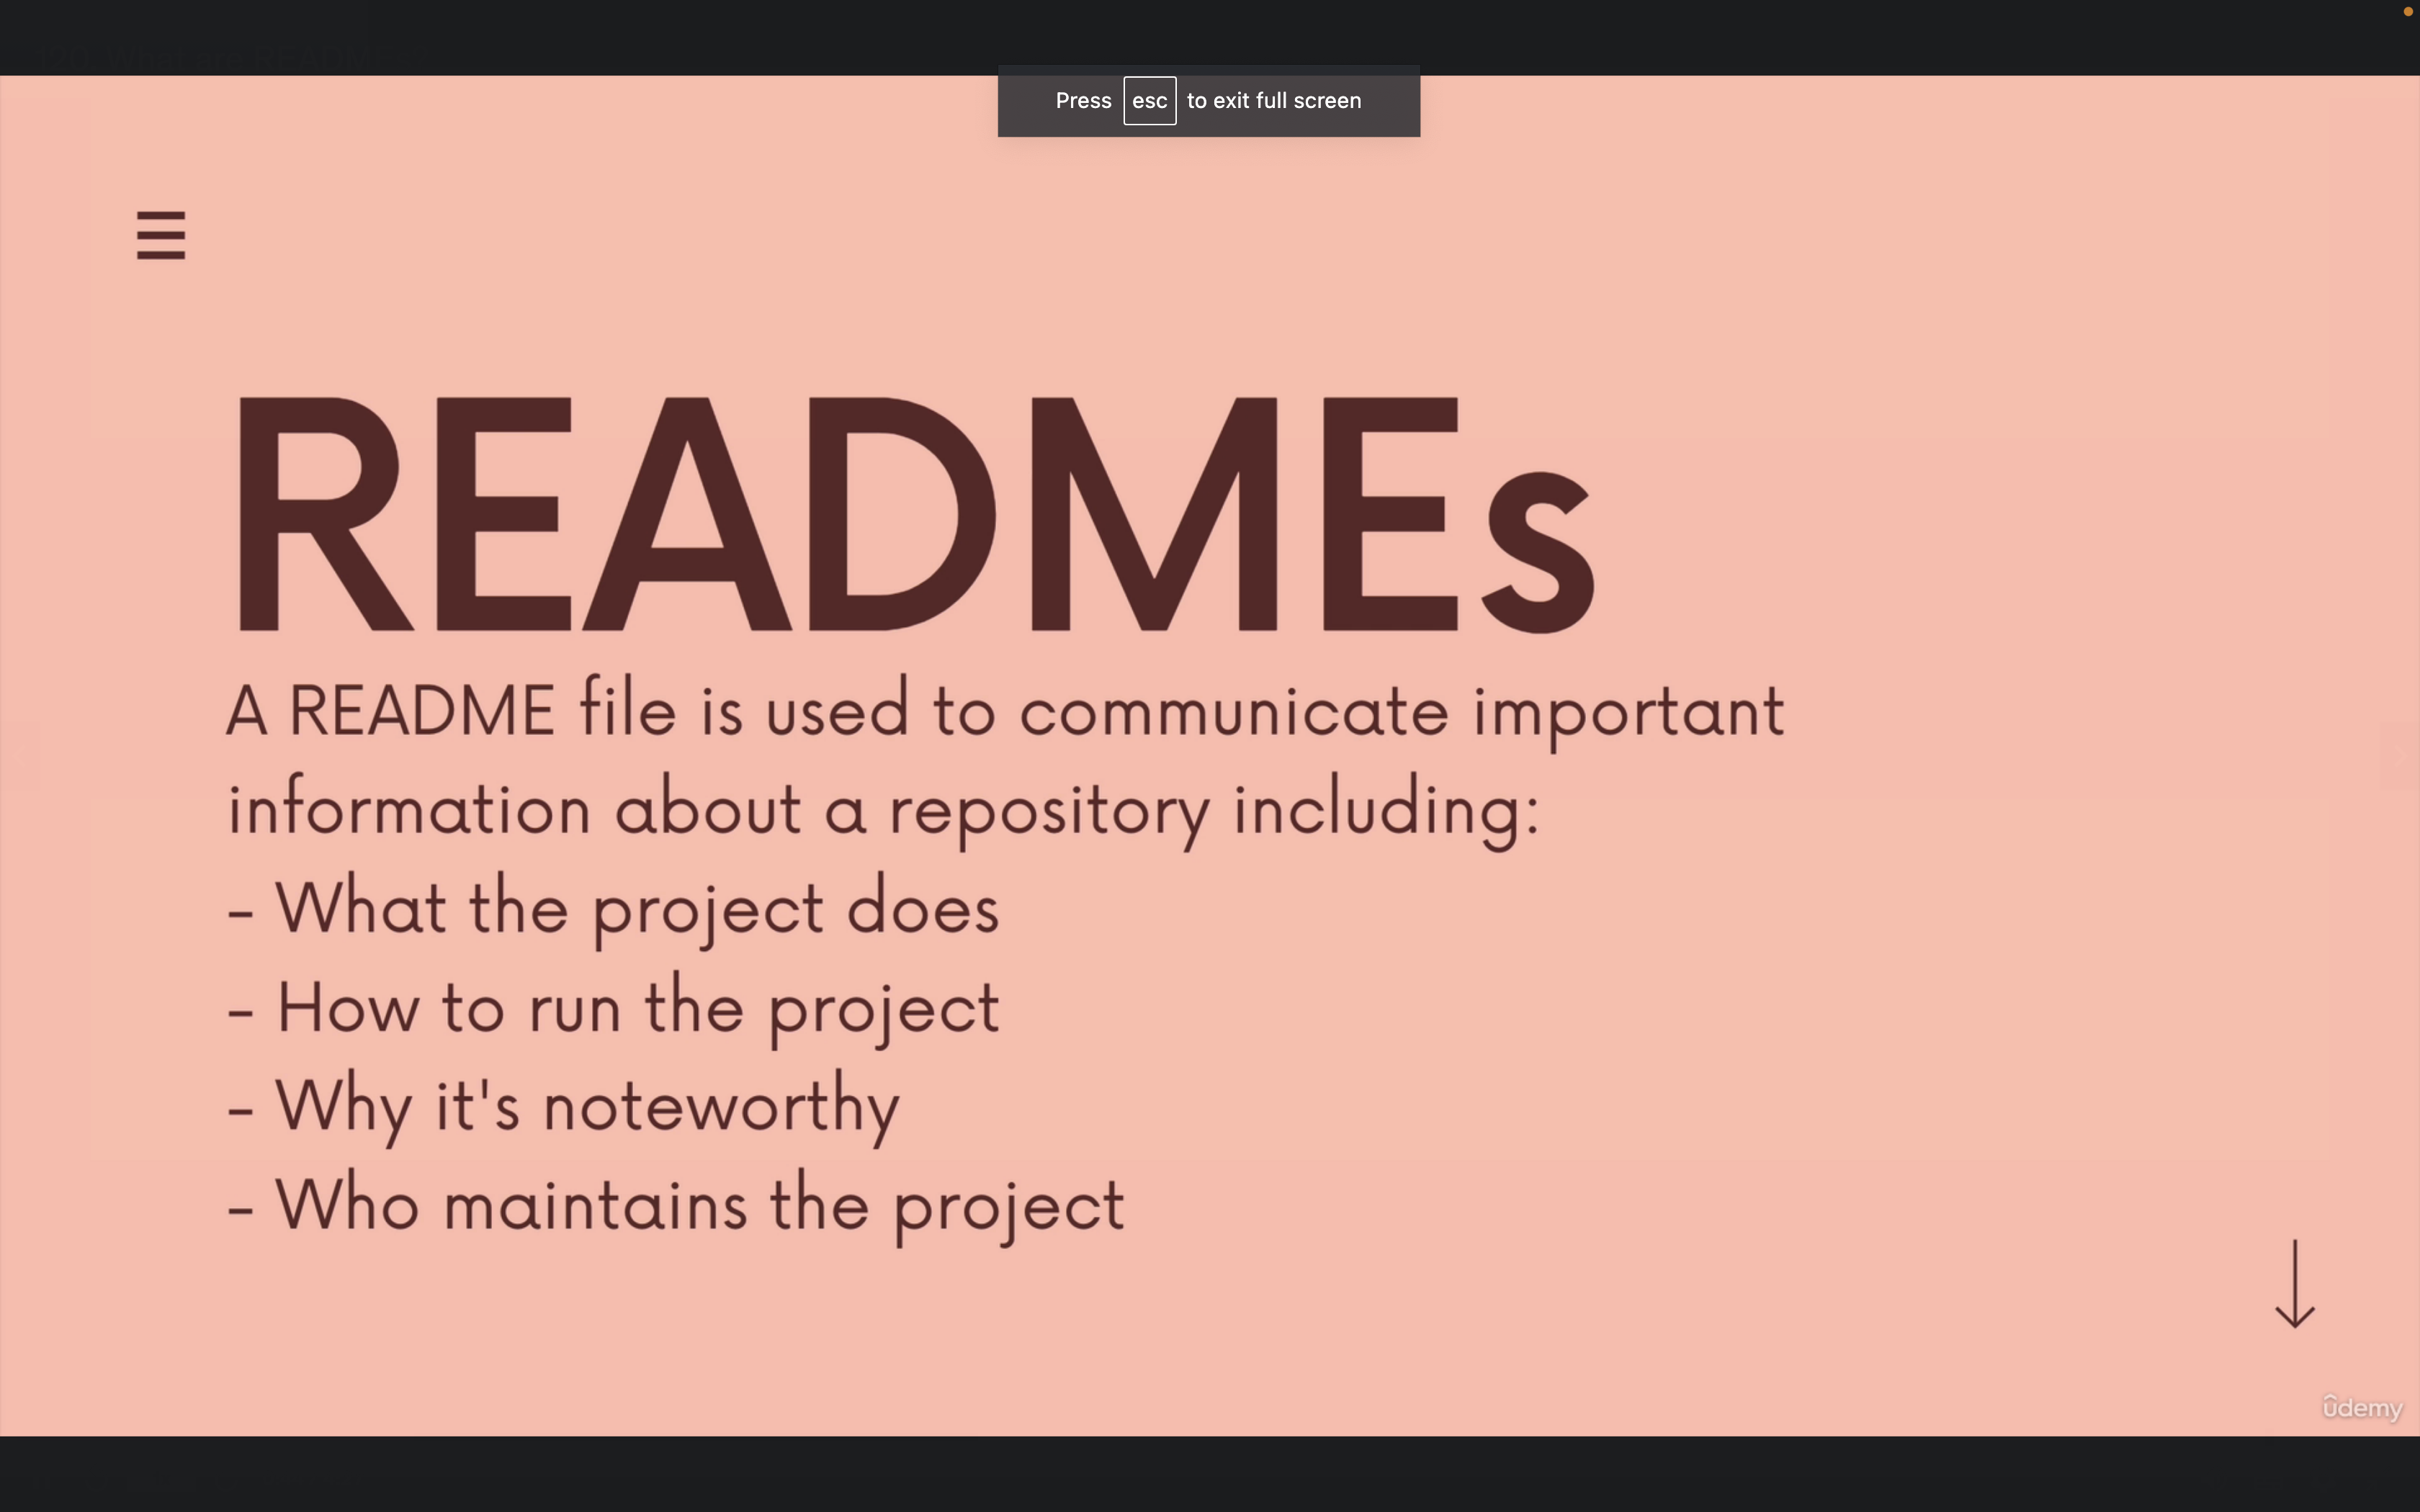 Press esc to exit full screen
READMEs
A README file is used to communicate important
information about a repository including:
- What the project does
- How to run the project
- Why it's noteworthy
- Who maintains the project
ûdemy